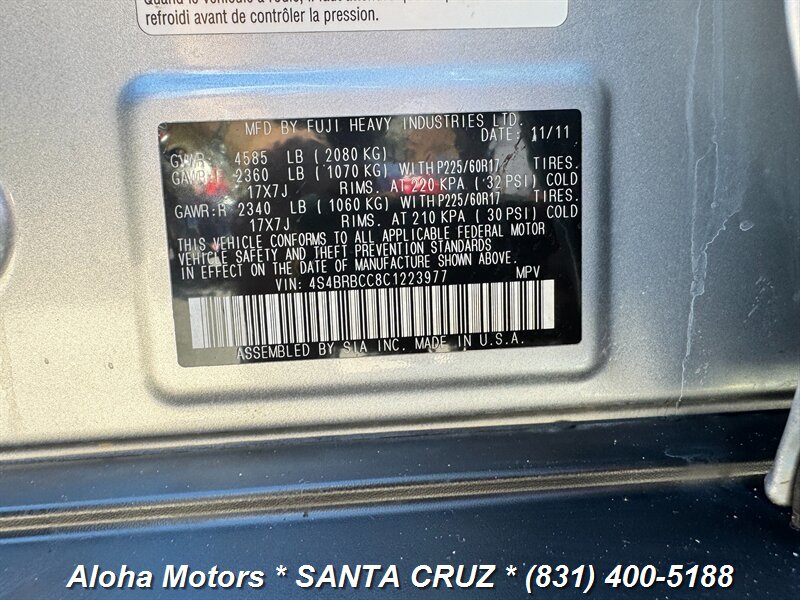 refroidi avant de contrôler la pression.
MFD BY FUJI HEAVY INDUSTRIES LTD.
DATE: 11/11
GVWR: 4585 LB (2080 KG)
GAWR:F 2360 LB (1070 KG) WITH P225/60R17 TIRES.
17X7J RIMS. AT 220 KPA (32 PSI) COLD
GAWR:R 2340 LB (1060 KG) WITH P225/60R17 TIRES.
17X7J RIMS. AT 210 KPA (30 PSI) COLD
THIS VEHICLE CONFORMS TO ALL APPLICABLE FEDERAL MOTOR
VEHICLE SAFETY AND THEFT PREVENTION STANDARDS
IN EFFECT ON THE DATE OF MANUFACTURE SHOWN ABOVE.
VIN: 4S4BRBCC8C1223977 MPV
ASSEMBLED BY SIA INC. MADE IN U.S.A.
Aloha Motors * SANTA CRUZ * (831) 400-5188